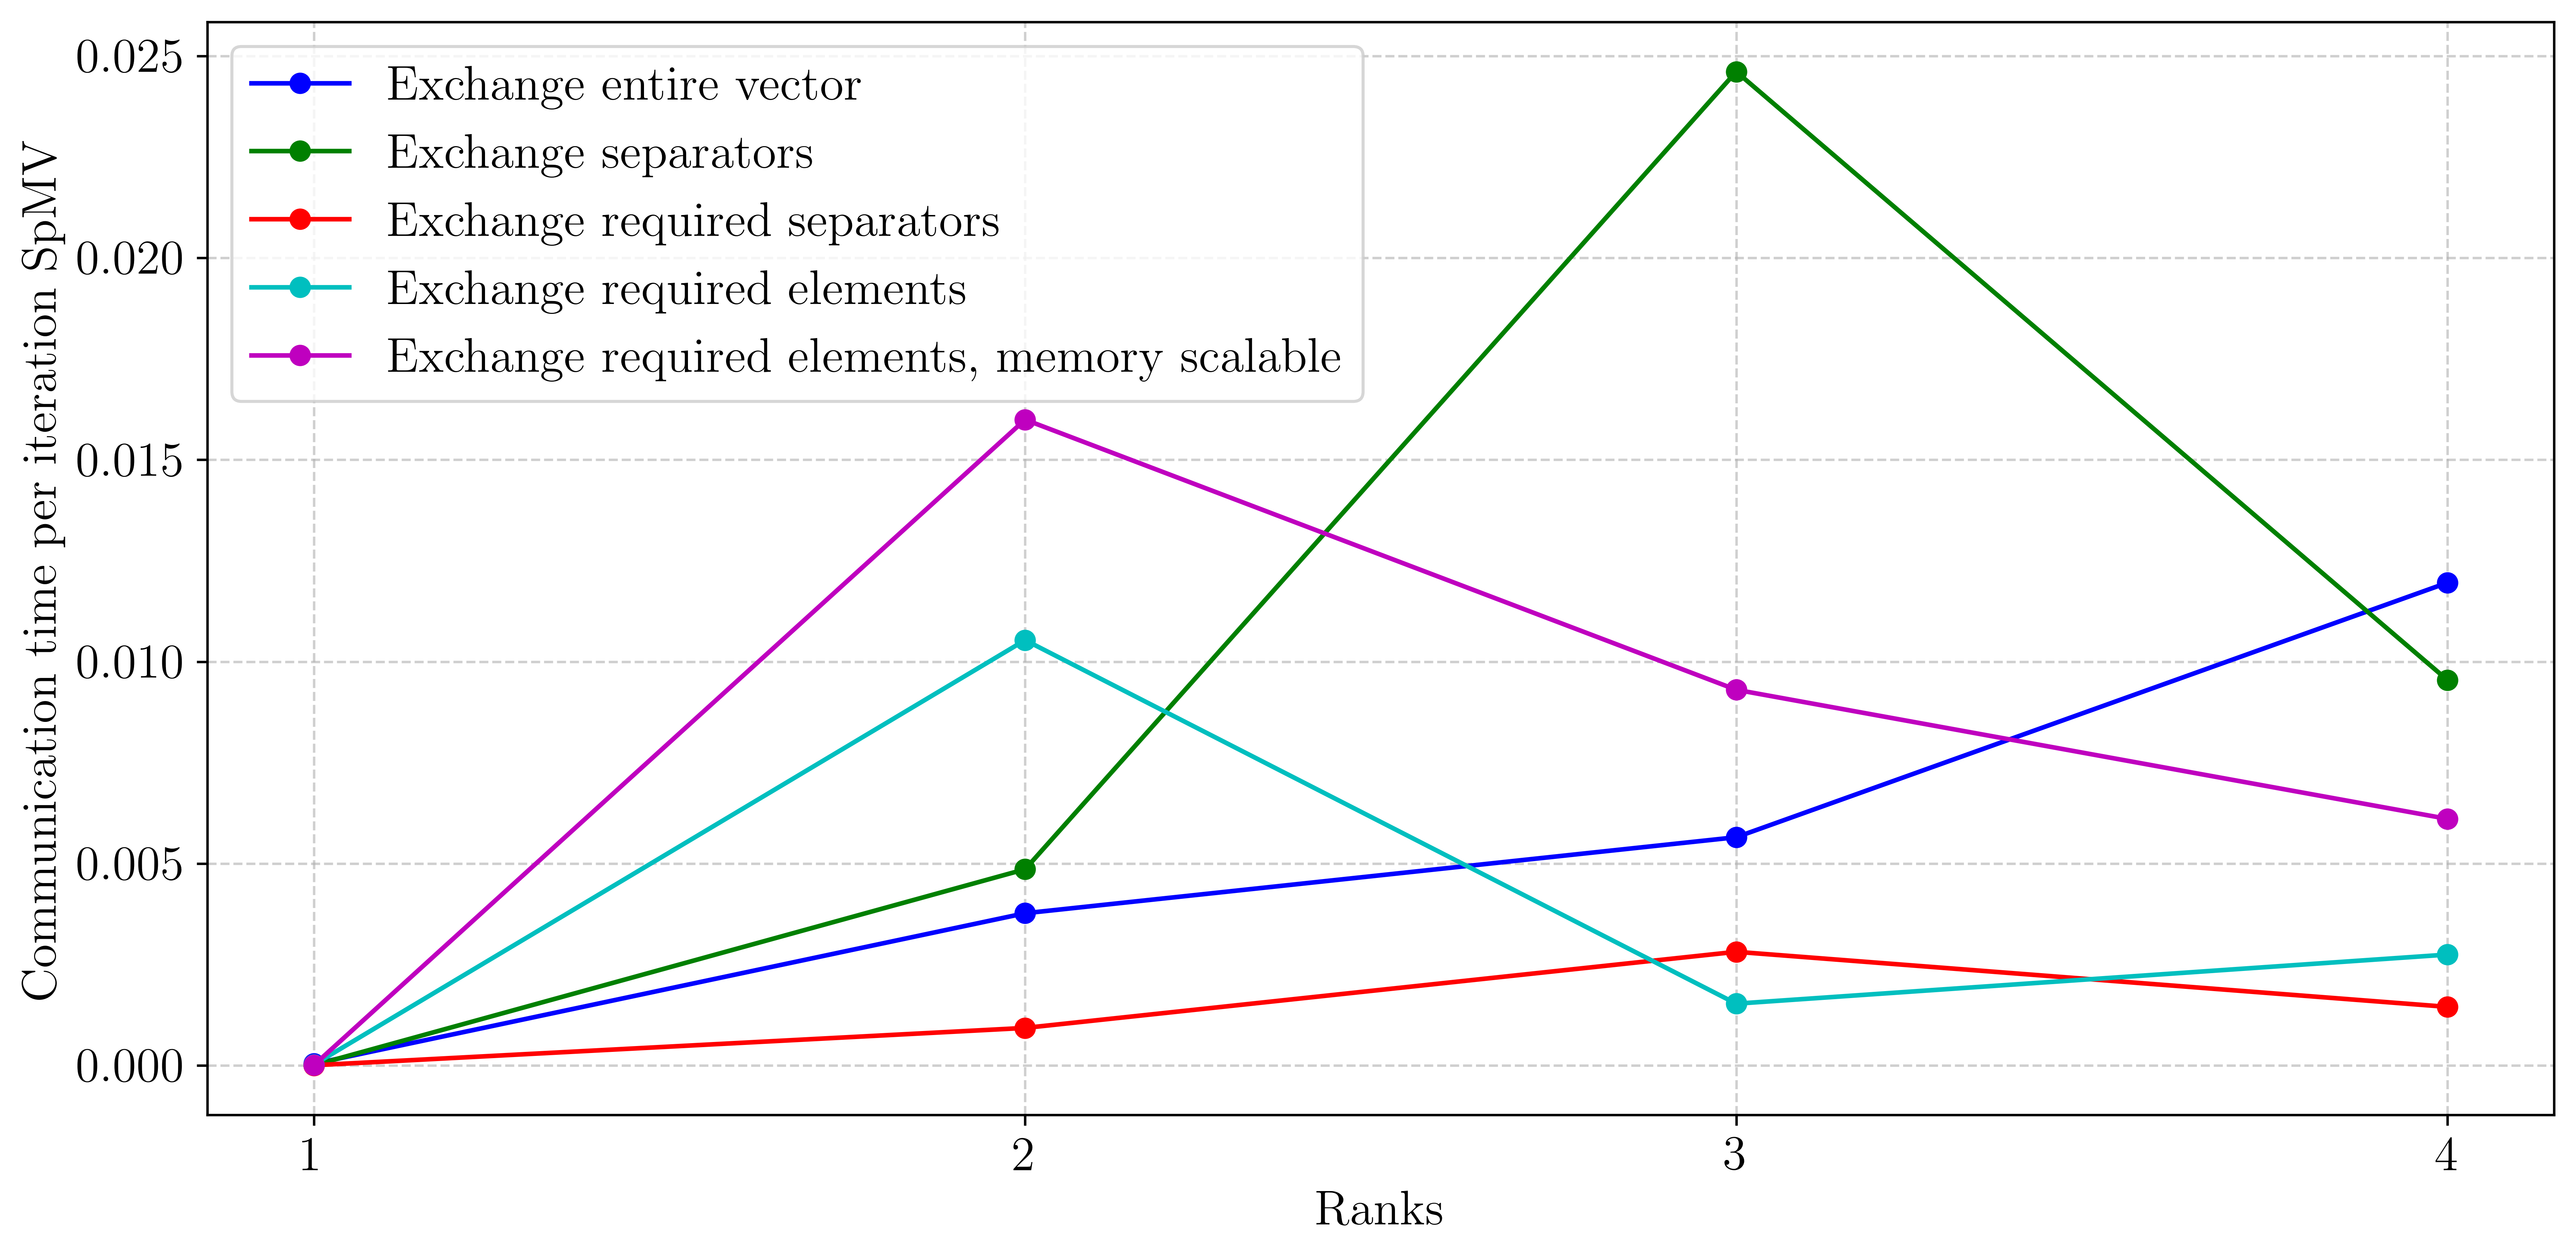 0.025
0.020
0.015
0.010
0.005
0.000
Communication time per iteration SpMV
Exchange entire vector
Exchange separators
Exchange required separators
Exchange required elements
Exchange required elements, memory scalable
1
2
3
4
Ranks